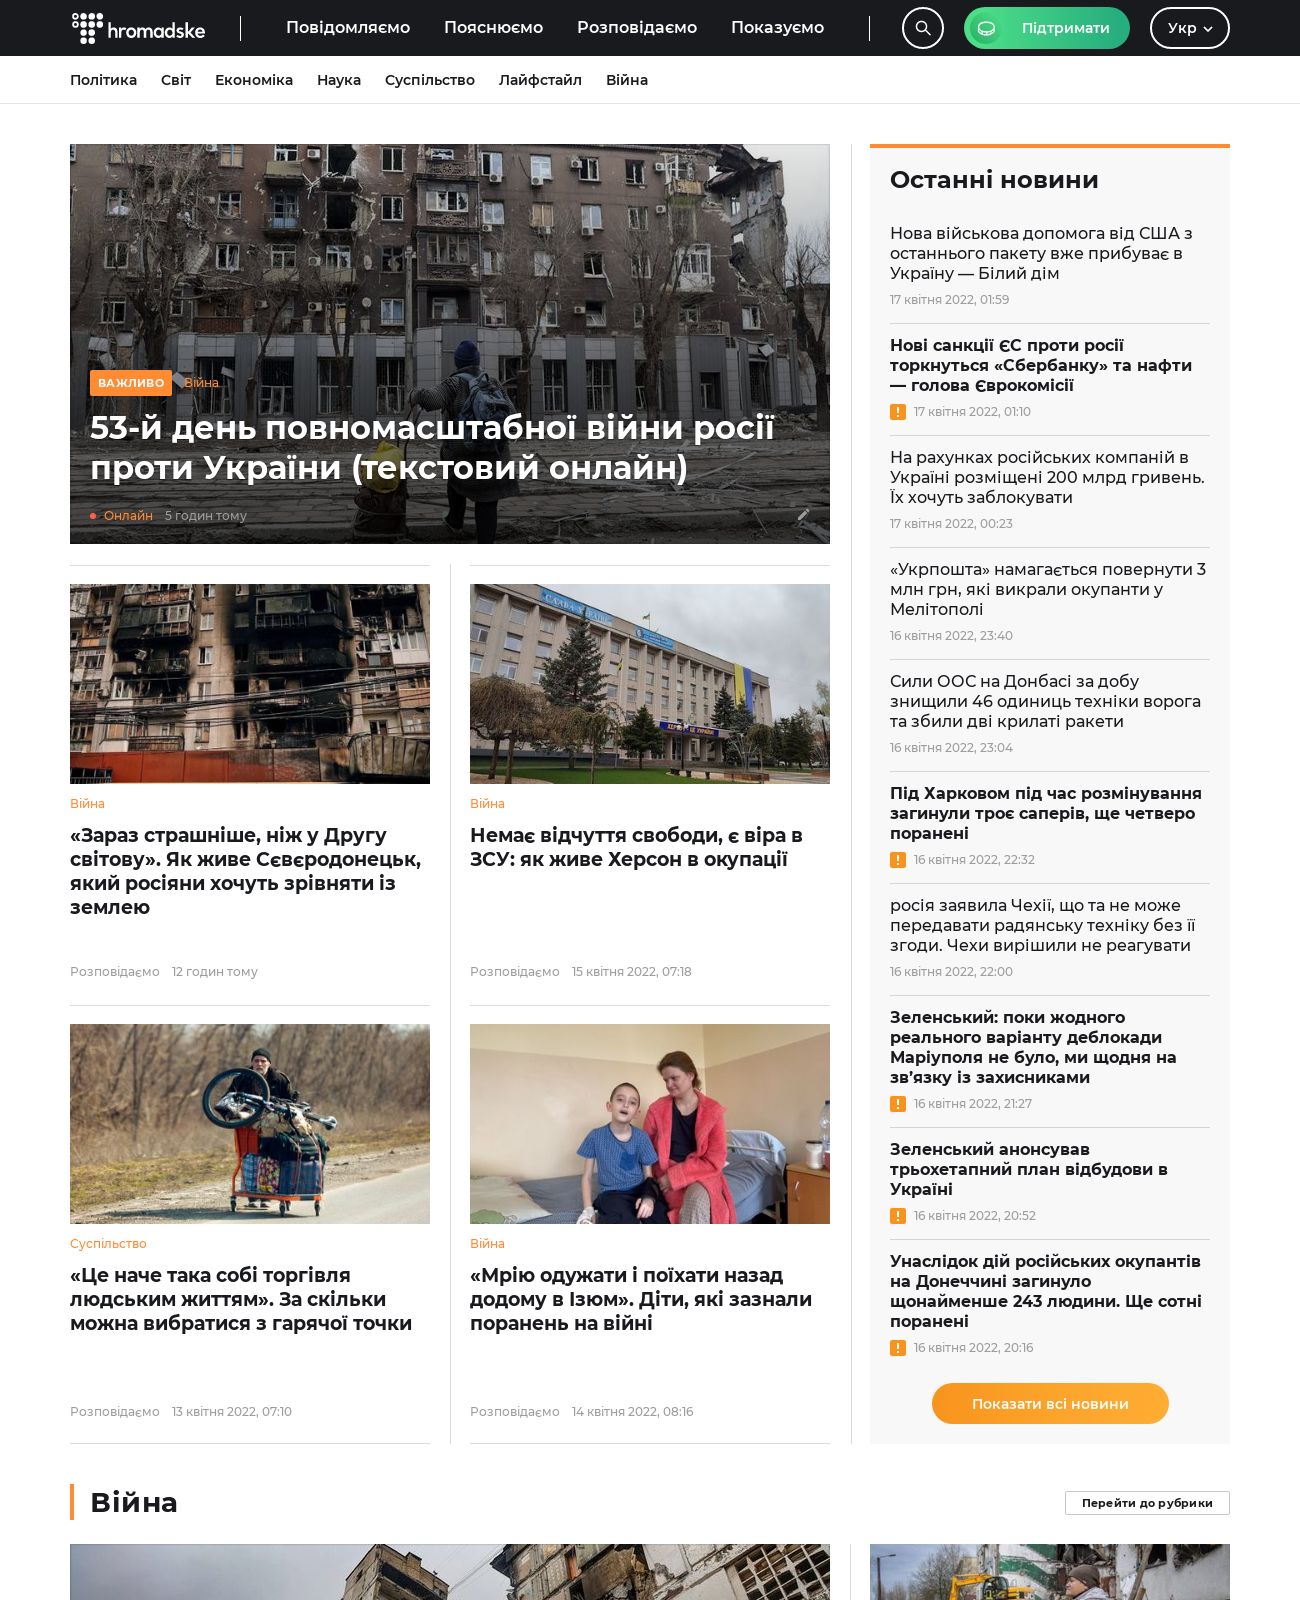 hromadske
Повідомляємо
Пояснюємо
Розповідаємо
Показуємо
Підтримати
Укр
Політика
Світ
Економіка
Наука
Суспільство
Лайфстайл
Війна
ВАЖЛИВО
Війна
53-й день повномасштабної війни росії
проти України (текстовий онлайн)
Онлайн
5 годин тому
Війна
«Зараз страшніше, ніж у Другу
світову». Як живе Сєвєродонецьк,
який росіяни хочуть зрівняти із
землею
Розповідаємо
12 годин тому
СЛАВА УКРАЇНІ
Війна
Немає відчуття свободи, є віра в
ЗСУ: як живе Херсон в окупації
Розповідаємо
15 квітня 2022, 07:18
Суспільство
«Це наче така собі торгівля
людським життям». За скільки
можна вибратися з гарячої точки
Розповідаємо
13 квітня 2022, 07:10
Війна
«Мрію одужати і поїхати назад
додому в Ізюм». Діти, які зазнали
поранень на війні
Розповідаємо
14 квітня 2022, 08:16
Останні новини
Нова військова допомога від США з
останнього пакету вже прибуває в
Україну — Білий дім
17 квітня 2022, 01:59
Нові санкції ЄС проти росії
торкнуться «Сбербанку» та нафти
— голова Єврокомісії
17 квітня 2022, 01:10
На рахунках російських компаній в
Україні розміщені 200 млрд гривень.
Їх хочуть заблокувати
17 квітня 2022, 00:23
«Укрпошта» намагається повернути 3
млн грн, які викрали окупанти у
Мелітополі
16 квітня 2022, 23:40
Сили ООС на Донбасі за добу
знищили 46 одиниць техніки ворога
та збили дві крилаті ракети
16 квітня 2022, 23:04
Під Харковом під час розмінування
загинули троє саперів, ще четверо
поранені
16 квітня 2022, 22:32
росія заявила Чехії, що та не може
передавати радянську техніку без її
згоди. Чехи вирішили не реагувати
16 квітня 2022, 22:00
Зеленський: поки жодного
реального варіанту деблокади
Маріуполя не було, ми щодня на
зв’язку із захисниками
16 квітня 2022, 21:27
Зеленський анонсував
трьохетапний план відбудови в
Україні
16 квітня 2022, 20:52
Унаслідок дій російських окупантів
на Донеччині загинуло
щонайменше 243 людини. Ще сотні
поранені
16 квітня 2022, 20:16
Показати всі новини
Війна
Перейти до рубрики